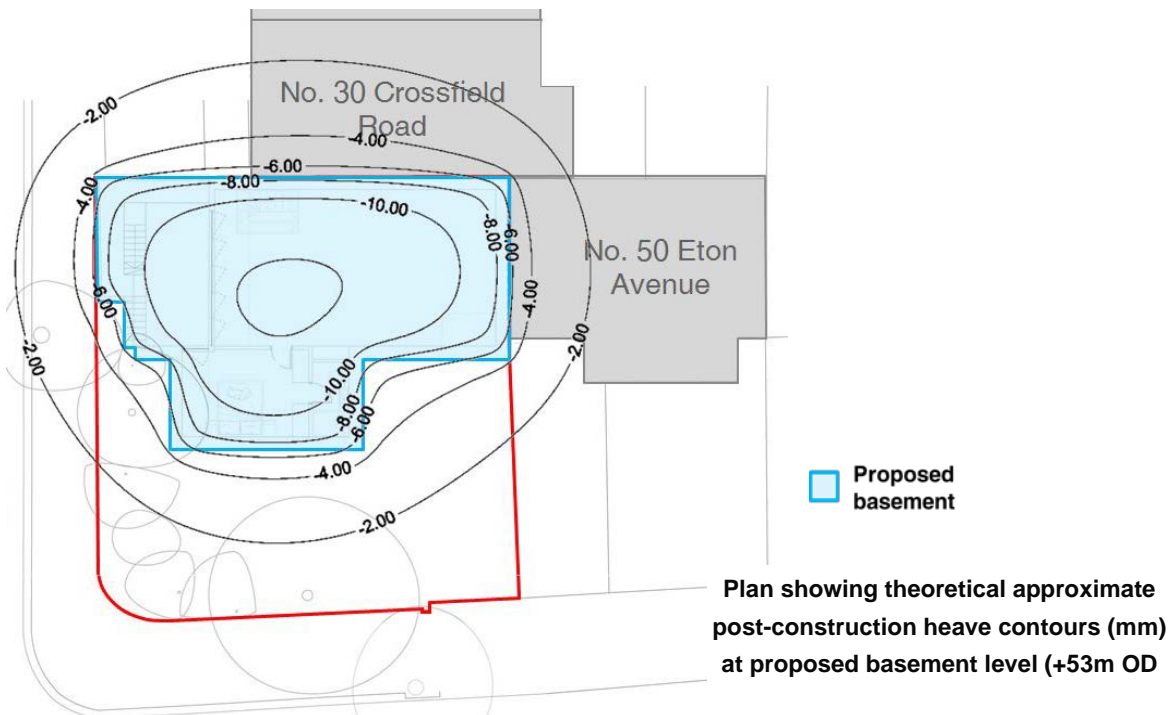 No. 30 Crossfield
Road
-2.00
-4.00
-6.00
-8.00
-10.00
-4.00
-8.00
6.00
No. 50 Eton
Avenue
-4.00
-6.00
-2.00
-2.00
-10.00
-8.00
-6.00
-4.00
-2.00
Proposed
basement
Plan showing theoretical approximate
post-construction heave contours (mm)
at proposed basement level (+53m OD